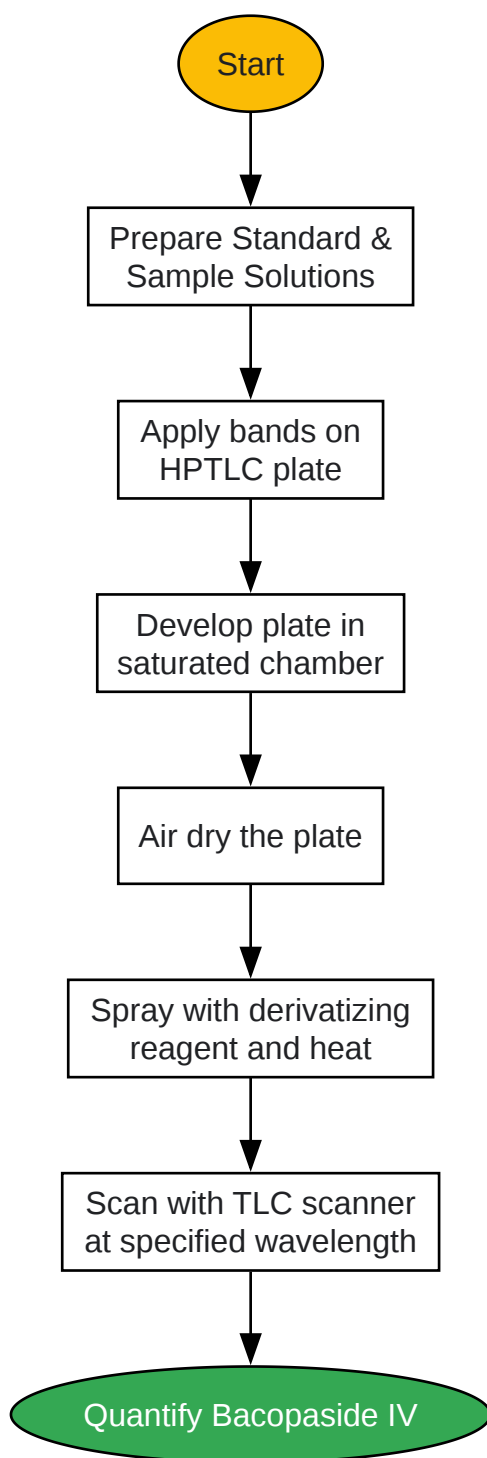 Start
Prepare Standard &
Sample Solutions
Apply bands on
HPTLC plate
Develop plate in
saturated chamber
Air dry the plate
Spray with derivatizing
reagent and heat
Scan with TLC scanner
at specified wavelength
Quantify Bacopaside IV